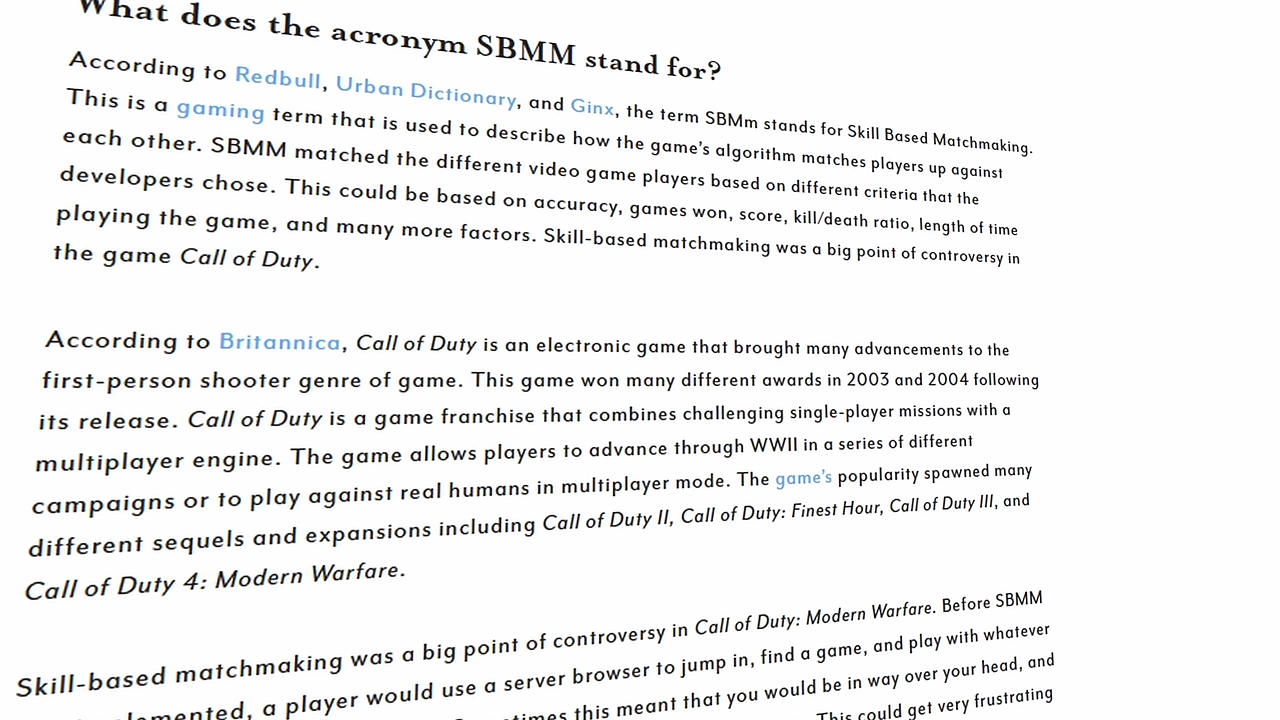 What does the acronym SBMM stand for?
According to Redbull, Urban Dictionary, and Ginx, the term SBMm stands for Skill Based Matchmaking.
This is a gaming term that is used to describe how the game's algorithm matches players up against
each other. SBMM matched the different video game players based on different criteria that the
developers chose. This could be based on accuracy, games won, score, kill/death ratio, length of time
playing the game, and many more factors. Skill-based matchmaking was a big point of controversy in
the game Call of Duty.
According to Britannica, Call of Duty is an electronic game that brought many advancements to the
first-person shooter genre of game. This game won many different awards in 2003 and 2004 following
its release. Call of Duty is a game franchise that combines challenging single-player missions with a
multiplayer engine. The game allows players to advance through WWII in a series of different
campaigns or to play against real humans in multiplayer mode. The game's popularity spawned many
different sequels and expansions including Call of Duty II, Call of Duty: Finest Hour, Call of Duty III, and
Call of Duty 4: Modern Warfare.
Skill-based matchmaking was a big point of controversy in Call of Duty: Modern Warfare. Before SBMM
a player would use a server browser to jump in, find a game, and play with whatever
this meant that you would be in way over your head, and
This could get very frustrating